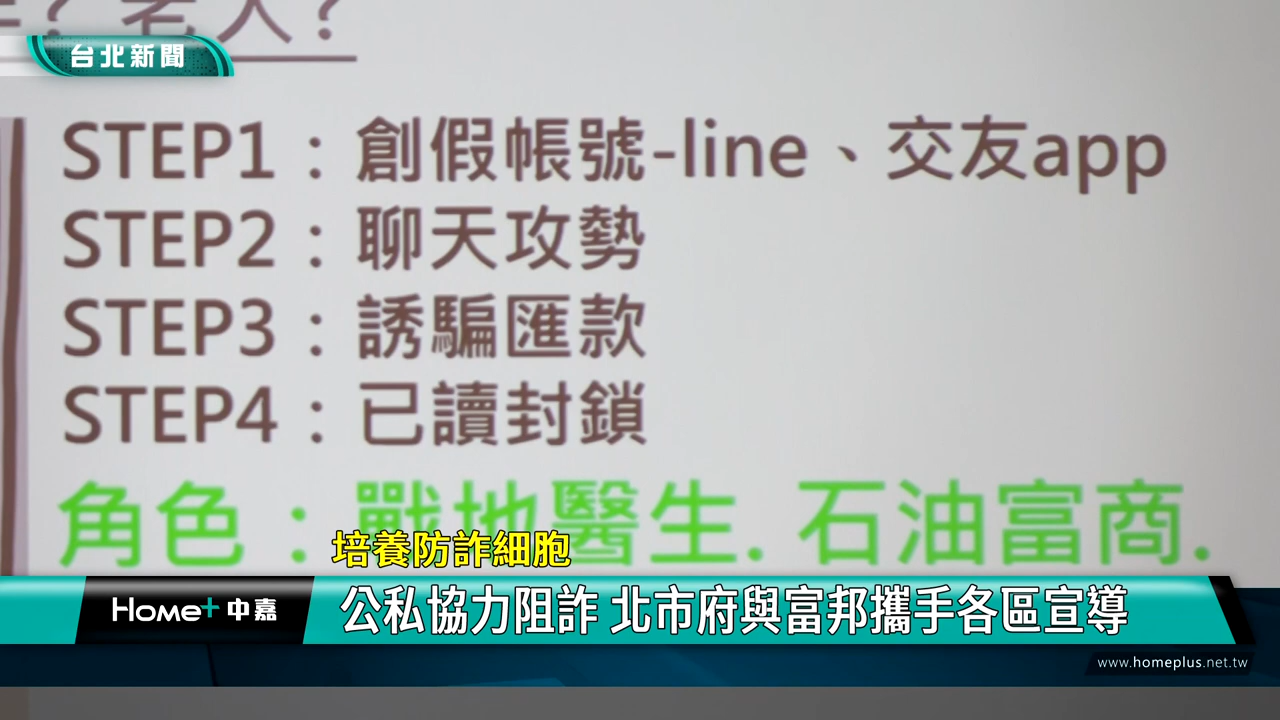 老人？
台北新聞
STEP1：創假帳號-line、交友app
STEP2：聊天攻勢
STEP3：誘騙匯款
STEP4：已讀封鎖
角色：戰地醫生. 石油富商.
培養防詐細胞
Home+中嘉
公私協力阻詐 北市府與富邦攜手各區宣導
www.homeplus.net.tw